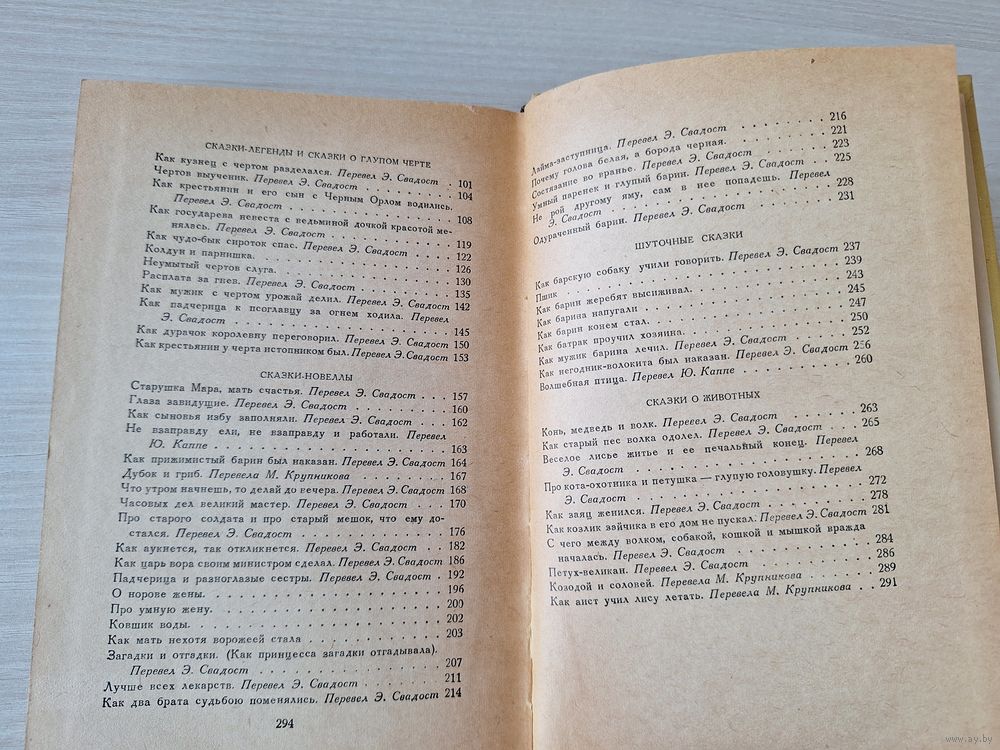 СКАЗКИ-ЛЕГЕНДЫ И СКАЗКИ О ГЛУПОМ ЧЕРТЕ
Как кузнец с чертом разделался. Перевел Э. Свадост . . 101
Чертов выученик. Перевел Э. Свадост . . . . . . . 104
Как крестьянин и его сын с Черным Орлом водились.
Перевел Э. Свадост . . . . . . . . . . . . . 108
Как государева невеста с ведьминой дочкой красотой ме-
нялась. Перевел Э. Свадост . . . . . . . . . . 119
Как чудо-бык сироток спас. Перевел Э. Свадост . . . . 122
Колдун и парнишка. . . . . . . . . . . . . . . 126
Неумытый чертов слуга. . . . . . . . . . . . . . 130
Расплата за гнев. Перевел Э. Свадост . . . . . . . 135
Как мужик с чертом урожай делил. Перевел Э. Свадост 142
Как падчерица к псоглавцу за огнем ходила. Перевел
Э. Свадост . . . . . . . . . . . . . . . 145
Как дурачок королевну переговорил. Перевел Э. Свадост 150
Как крестьянин у черта истопником был. Перевел Э. Свадост 153
СКАЗКИ-НОВЕЛЛЫ
Старушка Мара, мать счастья. Перевел Э. Свадост . . . 157
Глаза завидущие. Перевел Э. Свадост . . . . . . . 160
Как сыновья избу заполняли. Перевел Э. Свадост . . . 162
Не взаправду ели, не взаправду и работали. Перевел
Ю. Каппе . . . . . . . . . . . . . . . 163
Как прижимистый барин был наказан. Перевел Э. Свадост 164
Дубок и гриб. Перевела М. Крупникова . . . . . . . 167
Что утром начнешь, то делай до вечера. Перевел Э. Свадост 168
Часовых дел великий мастер. Перевел Э. Свадост . . . 170
Про старого солдата и про старый мешок, что ему до-
стался. Перевел Э. Свадост . . . . . . . . . . 176
Как аукнется, так откликнется. Перевел Э. Свадост . . 182
Как царь вора своим министром сделал. Перевел Э. Свадост 186
Падчерица и разноглазые сестры. Перевел Э. Свадост . . 192
О норове жены. . . . . . . . . . . . . . . . 196
Про умную жену. . . . . . . . . . . . . . . . 200
Ковшик воды. . . . . . . . . . . . . . . . . 202
Как мать нехотя ворожеей стала . . . . . . . . . . 203
Загадки и отгадки. (Как принцесса загадки отгадывала).
Перевел Э. Свадост . . . . . . . . . . . . 207
Лучше всех лекарств. Перевел Э. Свадост . . . . . . 211
Как два брата судьбою поменялись. Перевел Э. Свадост 214
294
Лайма-заступница. Перевел Э. Свадост . . . . . . . 216
Почему голова белая, а борода черная. . . . . . . . 221
Состязание во вранье. Перевел Э. Свадост . . . . . . 223
Умный паренек и глупый барин. Перевел Э. Свадост . . 225
Не рой другому яму, сам в нее попадешь. Перевел
Э. Свадост . . . . . . . . . . . . . . . 228
Одураченный барин. Перевел Э. Свадост . . . . . . 231
ШУТОЧНЫЕ СКАЗКИ
Как барскую собаку учили говорить. Перевел Э. Свадост 237
Пшик . . . . . . . . . . . . . . . . . . . 239
Как барин жеребят высиживал. . . . . . . . . . . 243
Как барина напугали . . . . . . . . . . . . . . 245
Как барин конем стал. . . . . . . . . . . . . . 247
Как батрак проучил хозяина. . . . . . . . . . . . 250
Как мужик барина лечил. Перевел Э. Свадост . . . . . 252
Как негодник-волокита был наказан. Перевел Э. Свадост 256
Волшебная птица. Перевел Ю. Каппе . . . . . . . . 260
СКАЗКИ О ЖИВОТНЫХ
Конь, медведь и волк. Перевел Э. Свадост . . . . . . 263
Как старый пес волка одолел. Перевел Э. Свадост . . . 265
Веселое лисье житье и ее печальный конец. Перевел
Э. Свадост . . . . . . . . . . . . . . . 268
Про кота-охотника и петушка — глупую головушку. Перевел
Э. Свадост . . . . . . . . . . . . . . . 272
Как заяц женился. Перевел Э. Свадост . . . . . . . 278
Как козлик зайчика в его дом не пускал. Перевел Э. Свадост 281
С чего между волком, собакой, кошкой и мышкой вражда
началась. Перевел Э. Свадост . . . . . . . . . 284
Петух-великан. Перевел Э. Свадост . . . . . . . . 286
Козодой и соловей. Перевела М. Крупникова . . . . . 289
Как аист учил лису летать. Перевела М. Крупникова . . 291
www.ay.by